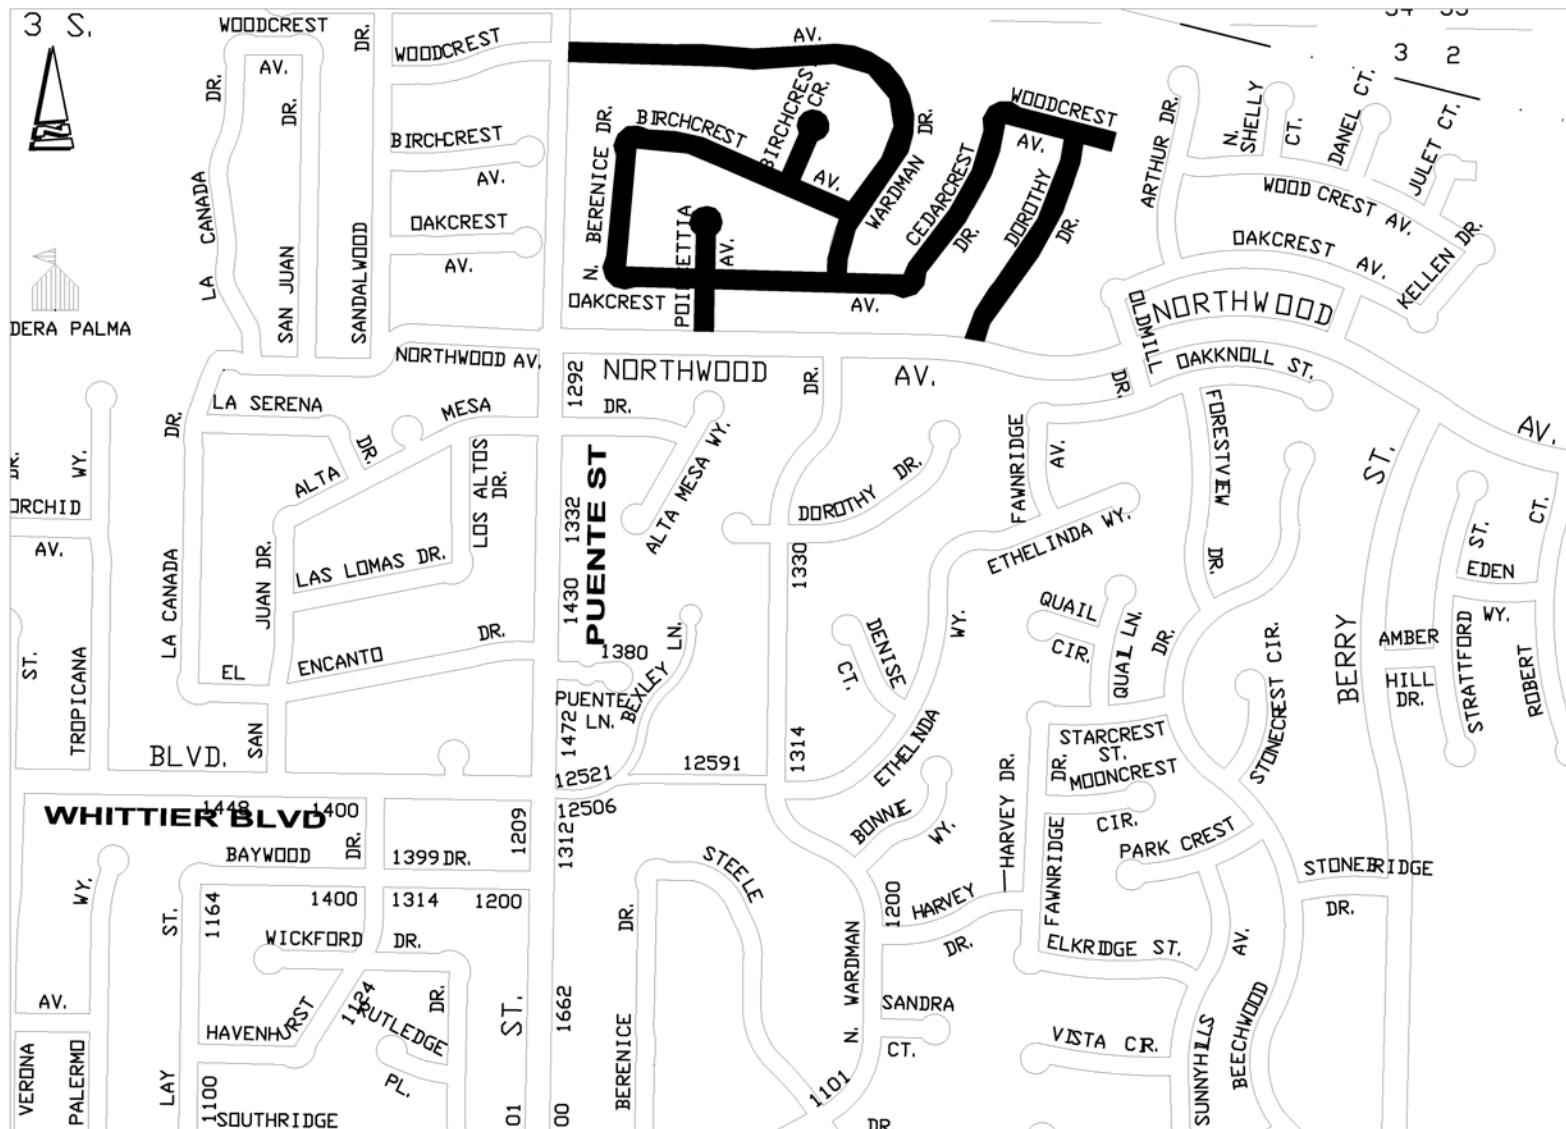 3 S.
WOODCREST
AV.
DR.
WOODCREST
AV.
3 2
DR.
DR.
BIRCHCREST
AV.
OAKCREST
AV.
LA CANADA
SAN JUAN
SANDALWOOD
N. BERENICE DR.
BIRCHCREST
AV.
BIRCHCREST CR.
WARDMAN DR.
CEDARCREST DR.
DOROTHY DR.
WOODCREST
AV.
OAKCREST
AV.
AV.
ARTHUR DR.
N. SHELLY CT.
DANEL CT.
JULET CT.
WOOD CREST AV.
OAKCREST AV.
KELLEN DR.
DERA PALMA
NORTHWOOD AV.
NORTHWOOD
AV.
NORTHWOOD
AV.
OLDMILL
DR.
OAKKNOLL ST.
LA SERENA
DR.
MESA
DR.
ALTA
DR.
LOS ALTOS DR.
1292
DR.
ALTA MESA WY.
PUENTE ST
1332
1430
DOROTHY DR.
1330
FAWNRIDGE AV.
ETHELINDA WY.
FORESTVIEW
DR.
BERRY
ST.
ST.
CT.
EDEN
WY.
AMBER
HILL
DR.
STRATTFORD
ROBERT
WY.
ORCHID
AV.
ST.
TROPICANA
LA CANADA
DR.
JUAN DR.
LAS LOMAS DR.
EL
ENCANTO
DR.
SAN
BLVD.
1380
PUENTE
LN.
BEXLEY LN.
1472
12521
12591
1314
12506
DENISE
CT.
WY.
ETHELINDA
QUAIL
CIR.
QUAIL LN.
DR.
STONECREST CIR.
STARCREST
ST.
MOONCREST
CIR.
PARK CREST
HARVEY DR.
DR.
FAWNRIDGE
BONNIE
WY.
STONEBRIDGE
DR.
WHITTIER BLVD
1448
1400
BAYWOOD
DR.
1399 DR.
1209
1312
1400
1314
1200
1164
ST.
WY.
WICKFORD
DR.
DR.
HAVENHURST
1124
RUTLEDGE
PL.
1100
LAY
SOUTHRIDGE
AV.
VERONA
PALERMO
ST.
01
1662
00
STEELE
DR.
BERENICE
N. WARDMAN
1200
HARVEY
DR.
SANDRA
CT.
1101
DR.
ELKRIDGE ST.
AV.
VISTA CIR.
SUNNYHILLS
BEECHWOOD